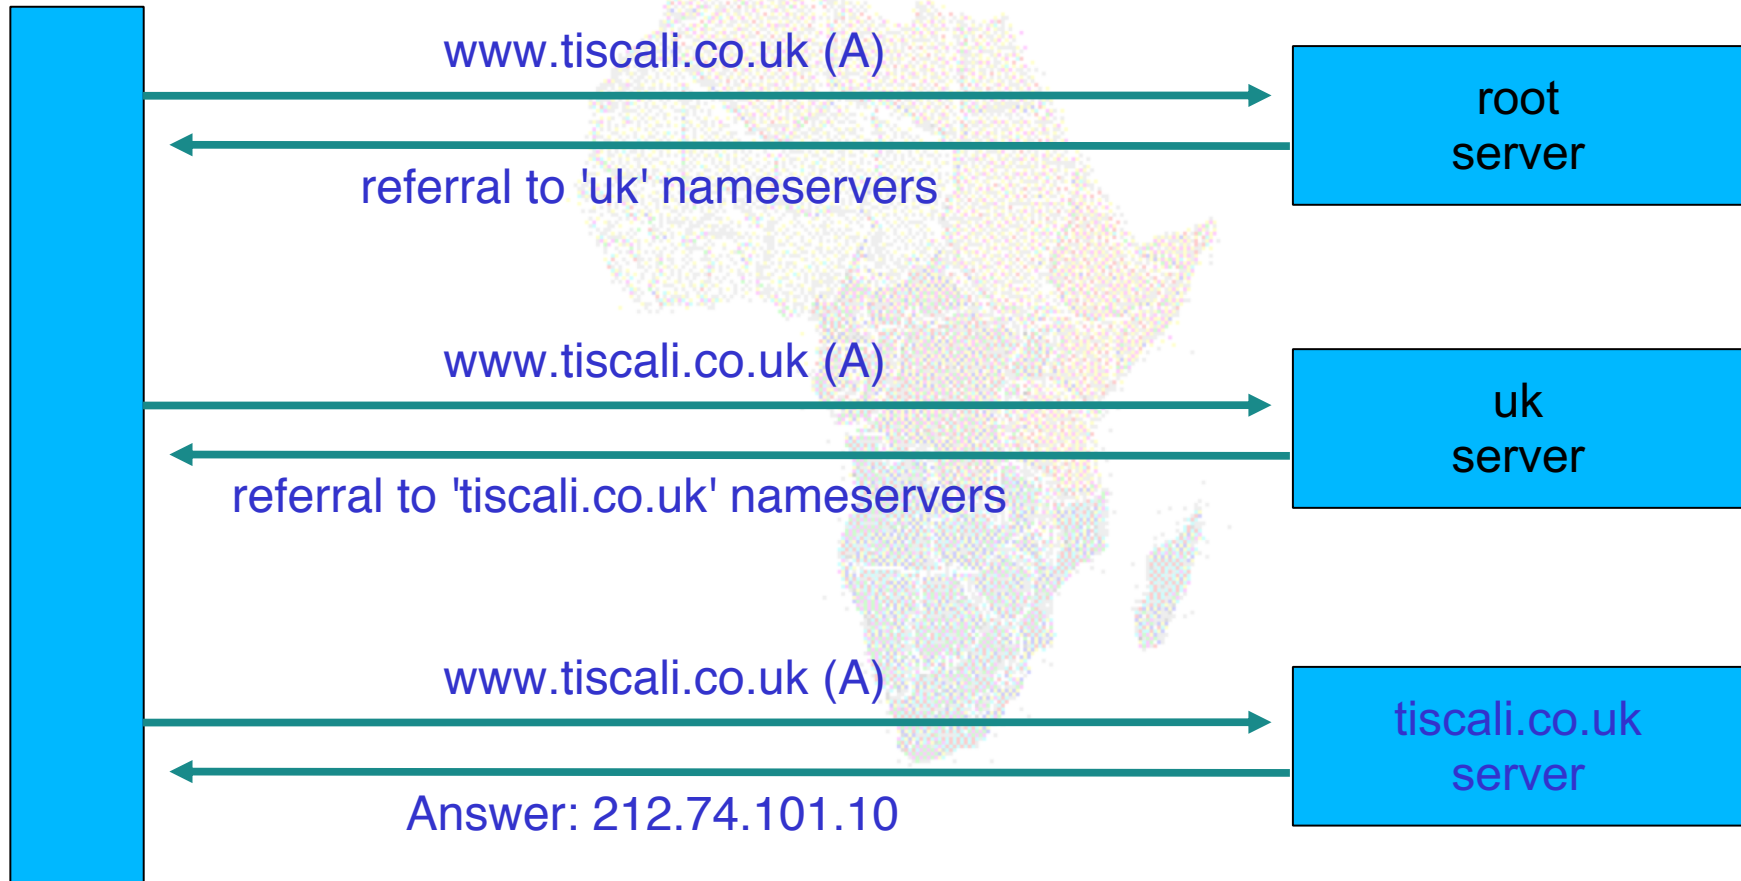 www.tiscali.co.uk (A)
root
server
referral to 'uk' nameservers
www.tiscali.co.uk (A)
uk
server
referral to 'tiscali.co.uk' nameservers
www.tiscali.co.uk (A)
tiscali.co.uk
server
Answer: 212.74.101.10